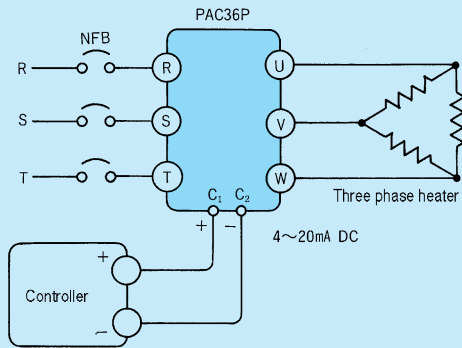 PAC36P
NFB
R R U
S S V
T T W
C1 C2
+ −
Three phase heater
4～20mA DC
+
Controller
−